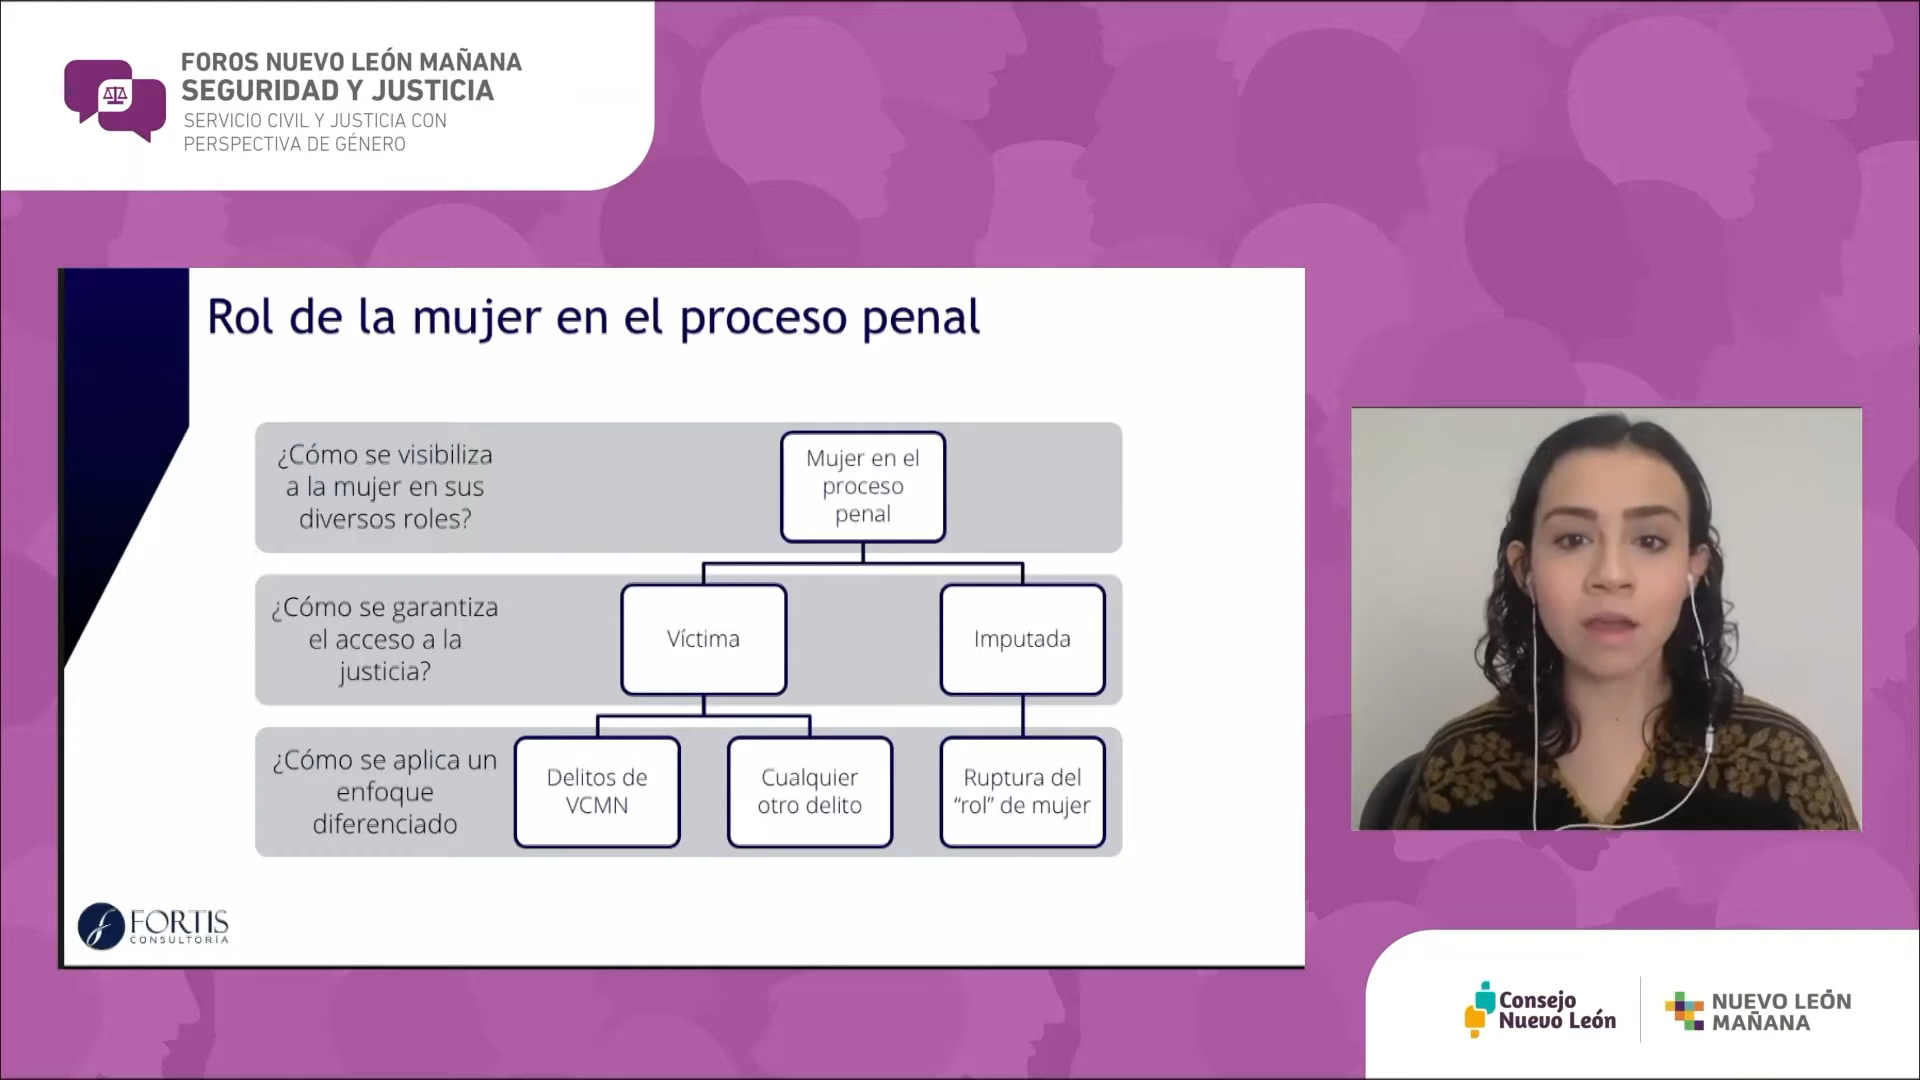 FOROS NUEVO LEÓN MAÑANA
SEGURIDAD Y JUSTICIA
SERVICIO CIVIL Y JUSTICIA CON
PERSPECTIVA DE GÉNERO
Rol de la mujer en el proceso penal
¿Cómo se visibiliza
a la mujer en sus
diversos roles?
Mujer en el
proceso
penal
¿Cómo se garantiza
el acceso a la
justicia?
Víctima
Imputada
¿Cómo se aplica un
enfoque
diferenciado
Delitos de
VCMN
Cualquier
otro delito
Ruptura del
“rol” de mujer
FORTIS
CONSULTORÍA
Consejo
Nuevo León
NUEVO LEÓN
MAÑANA